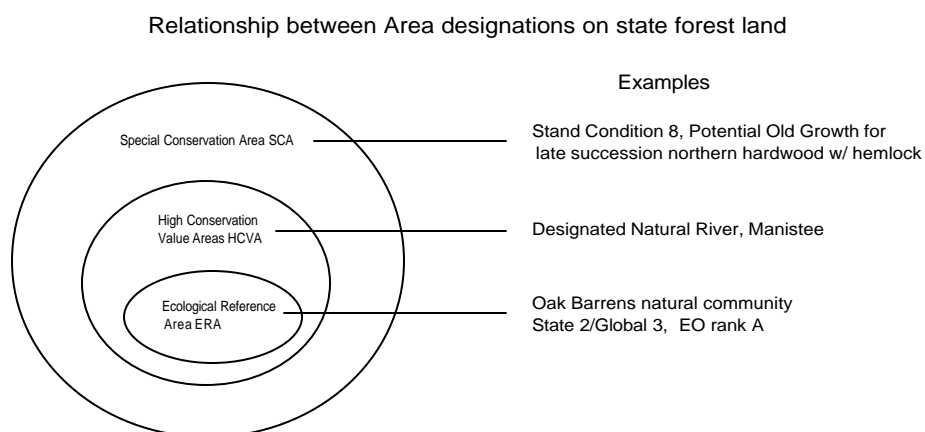 Relationship between Area designations on state forest land
Examples
Special Conservation Area SCA
Stand Condition 8, Potential Old Growth for
late succession northern hardwood w/ hemlock
High Conservation
Value Areas HCVA
Designated Natural River, Manistee
Ecological Reference
Area ERA
Oak Barrens natural community
State 2/Global 3, EO rank A